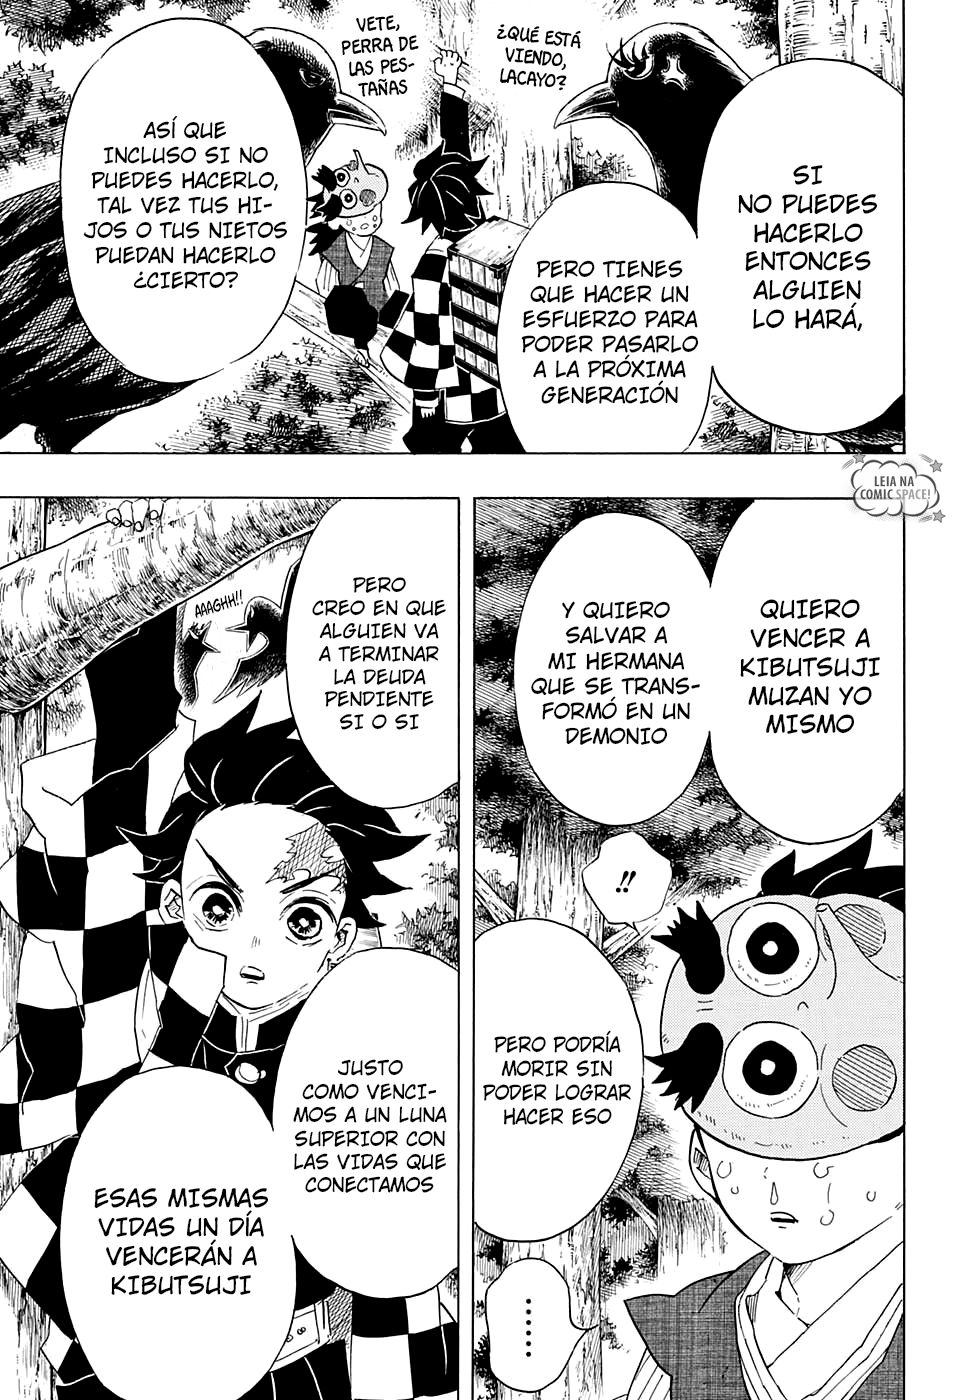 SI
NO PUEDES
HACERLO
ENTONCES
ALGUIEN
LO HARÁ,
PERO TIENES
QUE HACER UN
ESFUERZO PARA
PODER PASARLO
A LA PRÓXIMA
GENERACIÓN
¿QUÉ ESTÁ
VIENDO,
LACAYO?
VETE,
PERRA DE
LAS PES-
TAÑAS
ASÍ QUE
INCLUSO SI NO
PUEDES HACERLO,
TAL VEZ TUS HI-
JOS O TUS NIETOS
PUEDAN HACERLO
¿CIERTO?
LEIA NA
COMIC SPACE!
QUIERO
VENCER A
KIBUTSUJI
MUZAN YO
MISMO
Y QUIERO
SALVAR A
MI HERMANA
QUE SE TRANS-
FORMÓ EN UN
DEMONIO
!!
PERO PODRÍA
MORIR SIN
PODER LOGRAR
HACER ESO
......
PERO
CREO EN QUE
ALGUIEN VA
A TERMINAR
LA DEUDA
PENDIENTE
SI O SI
AAAGHH!!
JUSTO
COMO VENCI-
MOS A UN LUNA
SUPERIOR CON
LAS VIDAS QUE
CONECTAMOS
ESAS MISMAS
VIDAS UN DÍA
VENCERÁN A
KIBUTSUJI